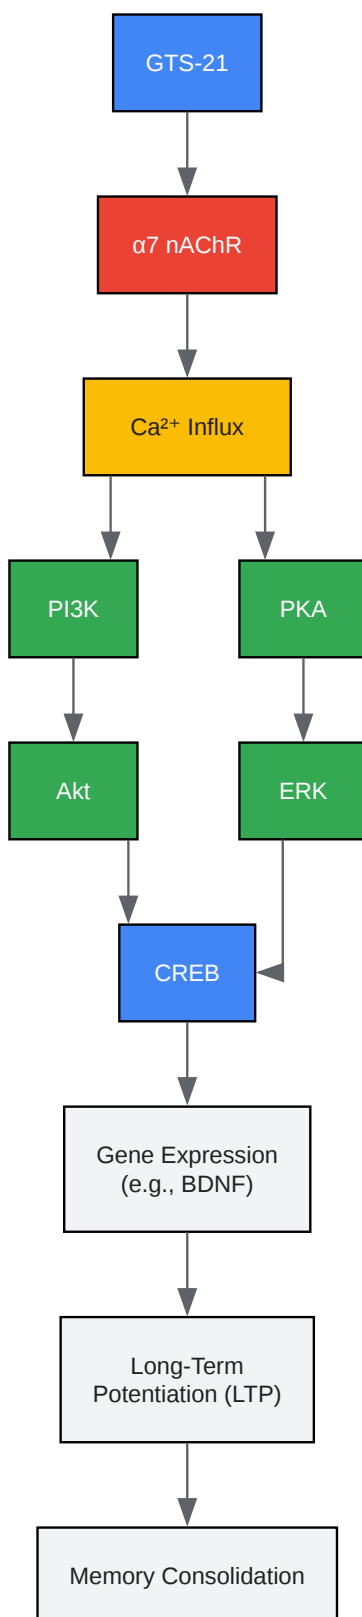 GTS-21
α7 nAChR
Ca²⁺ Influx
PI3K
PKA
Akt
ERK
CREB
Gene Expression
(e.g., BDNF)
Long-Term
Potentiation (LTP)
Memory Consolidation